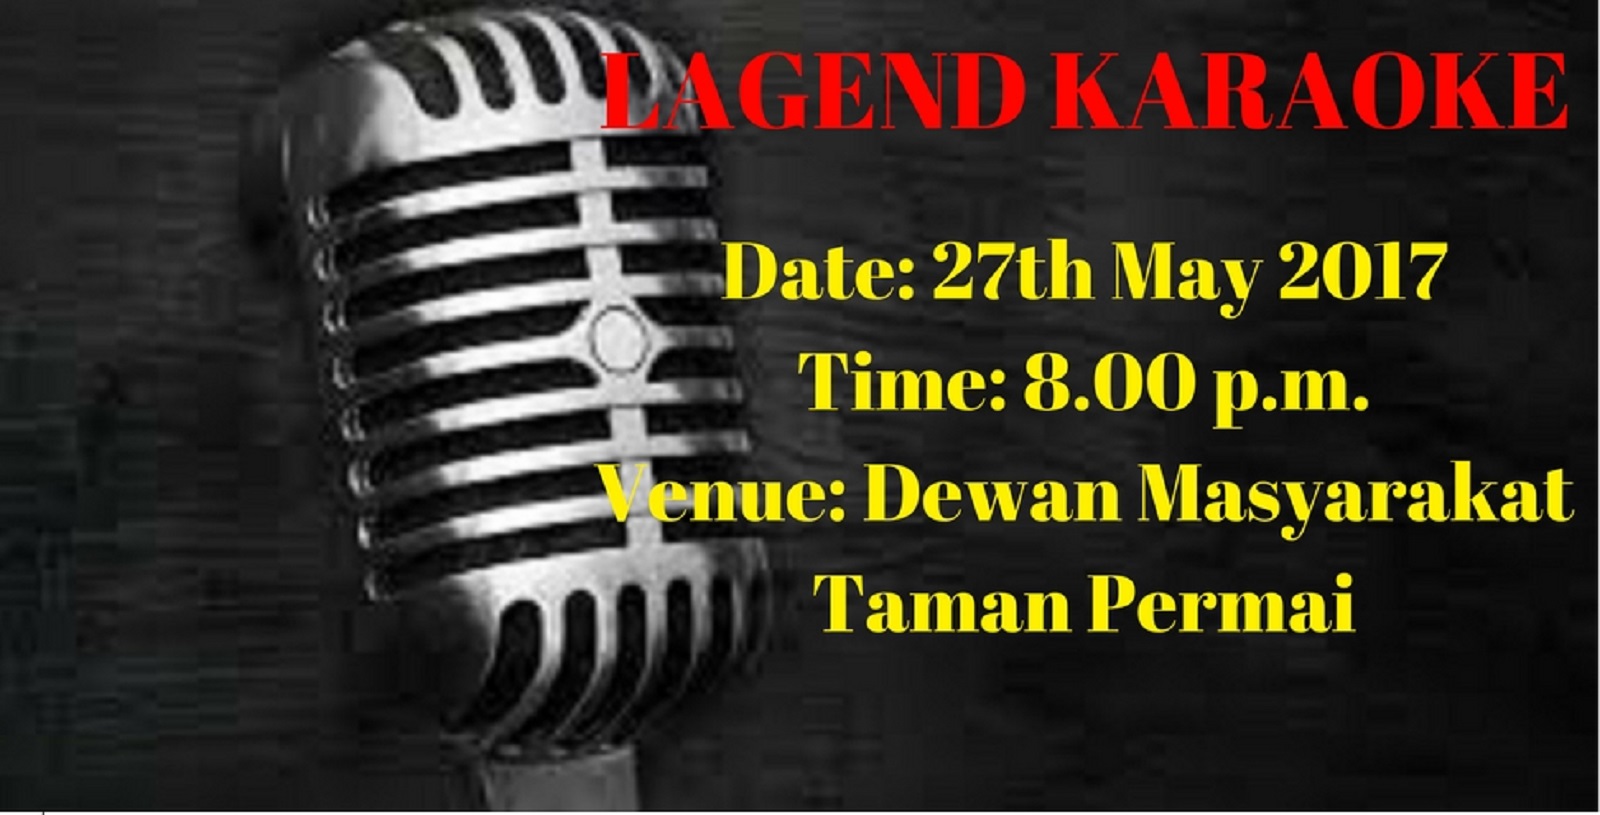 LAGEND KARAOKE
Date: 27th May 2017
Time: 8.00 p.m.
Venue: Dewan Masyarakat
Taman Permai